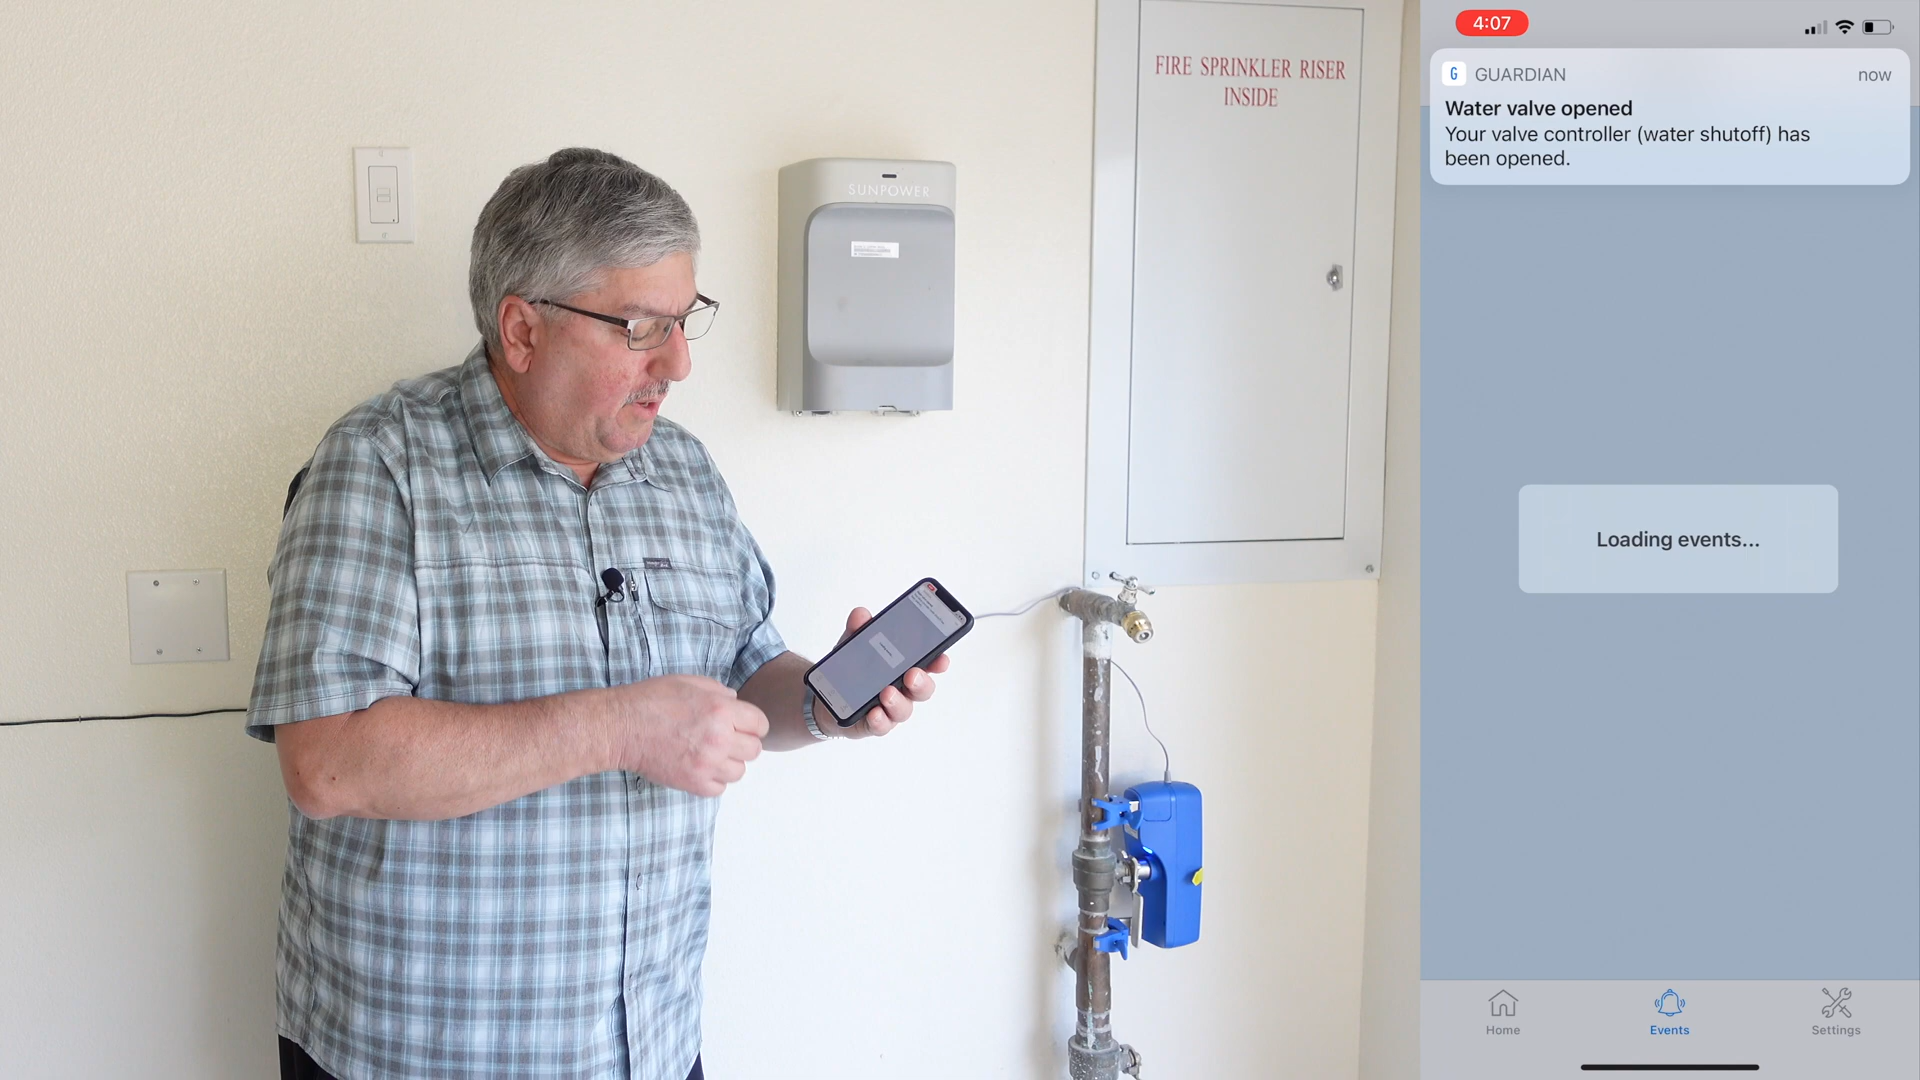 FIRE SPRINKLER RISER
INSIDE
SUNPOWER
4:07
G GUARDIAN now
Water valve opened
Your valve controller (water shutoff) has
been opened.
Loading events...
Home Events Settings